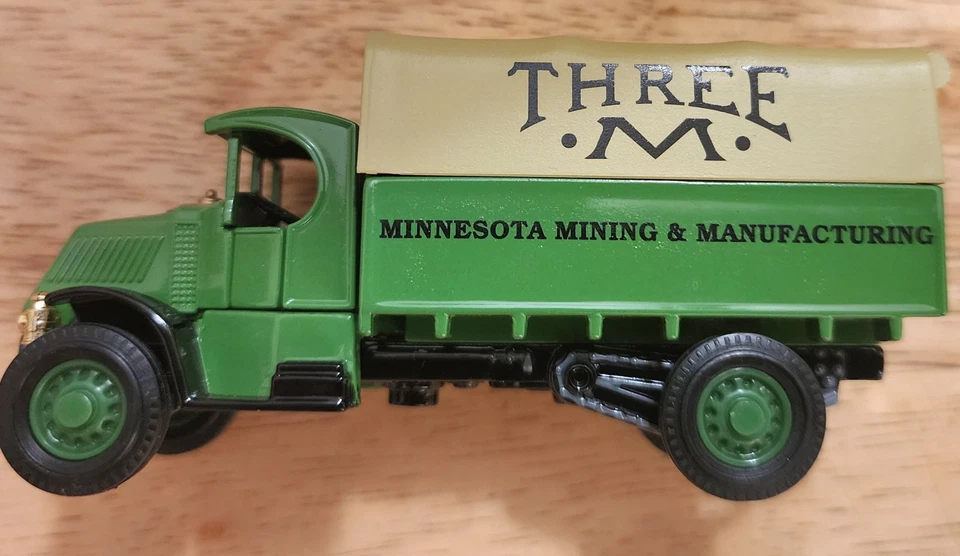 THREE
• M •
MINNESOTA MINING & MANUFACTURING